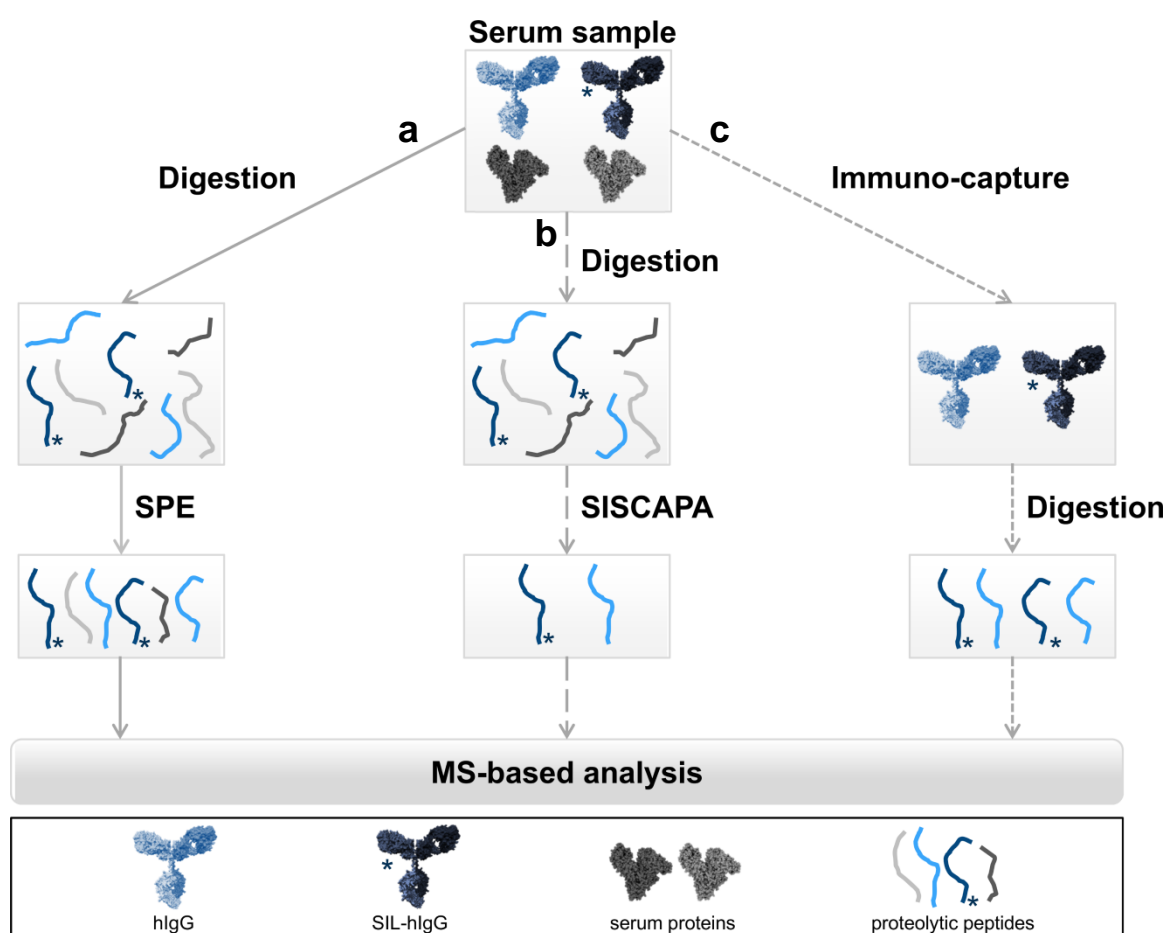 Serum sample
*
a
c
Digestion
Immuno-capture
b
Digestion
*
*
*
*
*
SPE
SISCAPA
Digestion
*
*
*
*
*
MS-based analysis
*
*
hIgG
SIL-hIgG
serum proteins
proteolytic peptides